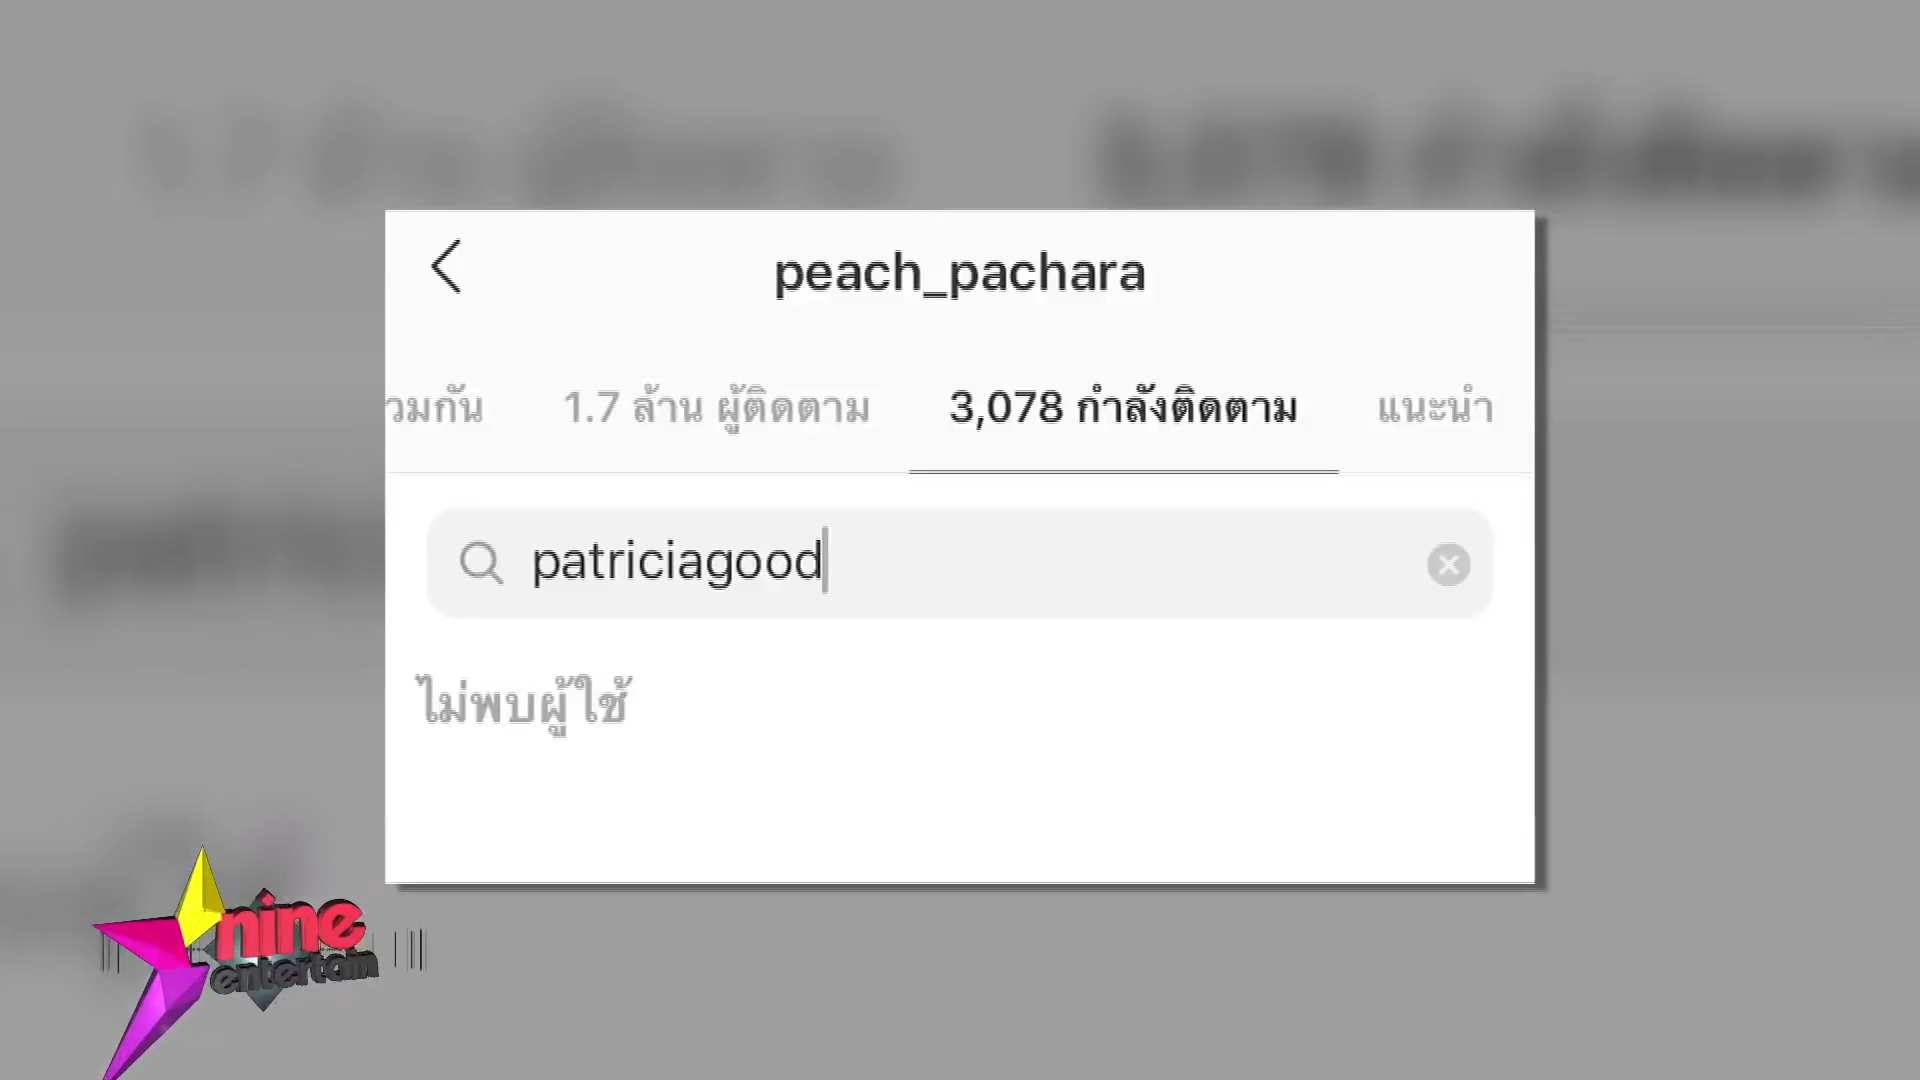 peach_pachara
วมกัน 1.7 ล้าน ผู้ติดตาม 3,078 กำลังติดตาม แนะนำ
patriciagood
ไม่พบผู้ใช้
nine
entertain